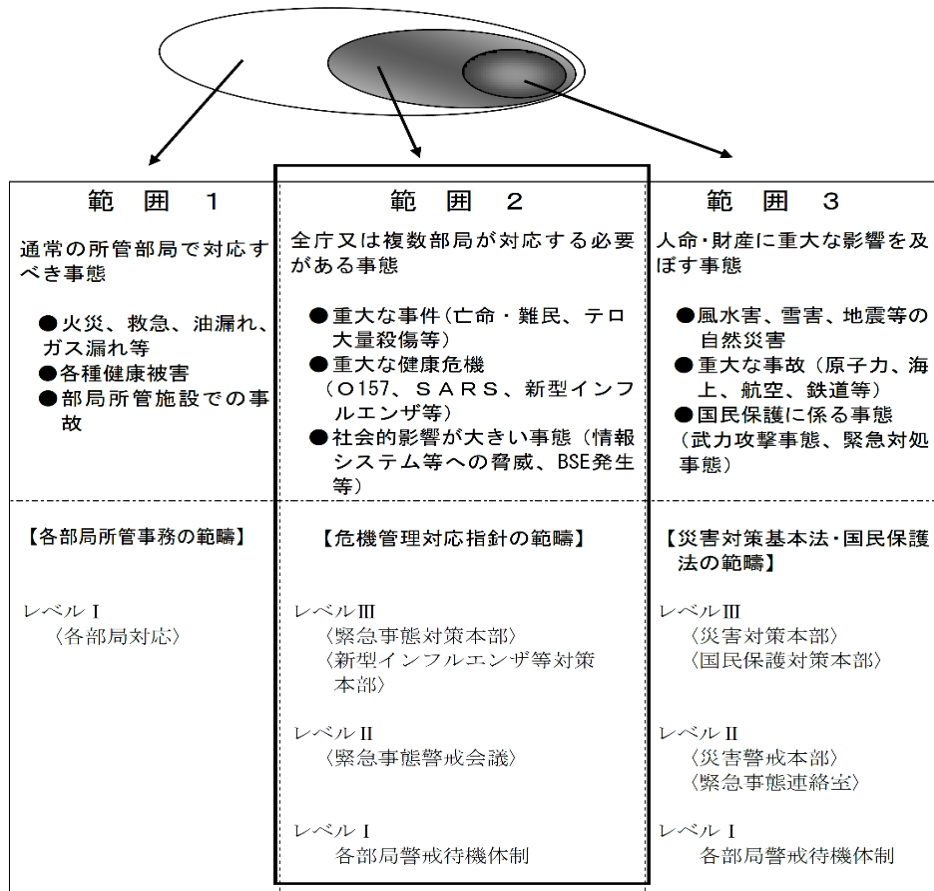 範 囲 1
通常の所管部局で対応す
べき事態
●火災、救急、油漏れ、
ガス漏れ等
●各種健康被害
●部局所管施設での事
故
【各部局所管事務の範疇】
レベルⅠ
〈各部局対応〉
範 囲 2
全庁又は複数部局が対応する必要
がある事態
●重大な事件(亡命・難民、テロ
大量殺傷等)
●重大な健康危機
(O157、SARS、新型インフ
ルエンザ等)
●社会的影響が大きい事態(情報
システム等への脅威、BSE発生
等)
【危機管理対応指針の範疇】
レベルⅢ
〈緊急事態対策本部〉
〈新型インフルエンザ等対策
本部〉
レベルⅡ
〈緊急事態警戒会議〉
レベルⅠ
各部局警戒待機体制
範 囲 3
人命・財産に重大な影響を及
ぼす事態
●風水害、雪害、地震等の
自然災害
●重大な事故(原子力、海
上、航空、鉄道等)
●国民保護に係る事態
(武力攻撃事態、緊急対処
事態)
【災害対策基本法・国民保護
法の範疇】
レベルⅢ
〈災害対策本部〉
〈国民保護対策本部〉
レベルⅡ
〈災害警戒本部〉
〈緊急事態連絡室〉
レベルⅠ
各部局警戒待機体制